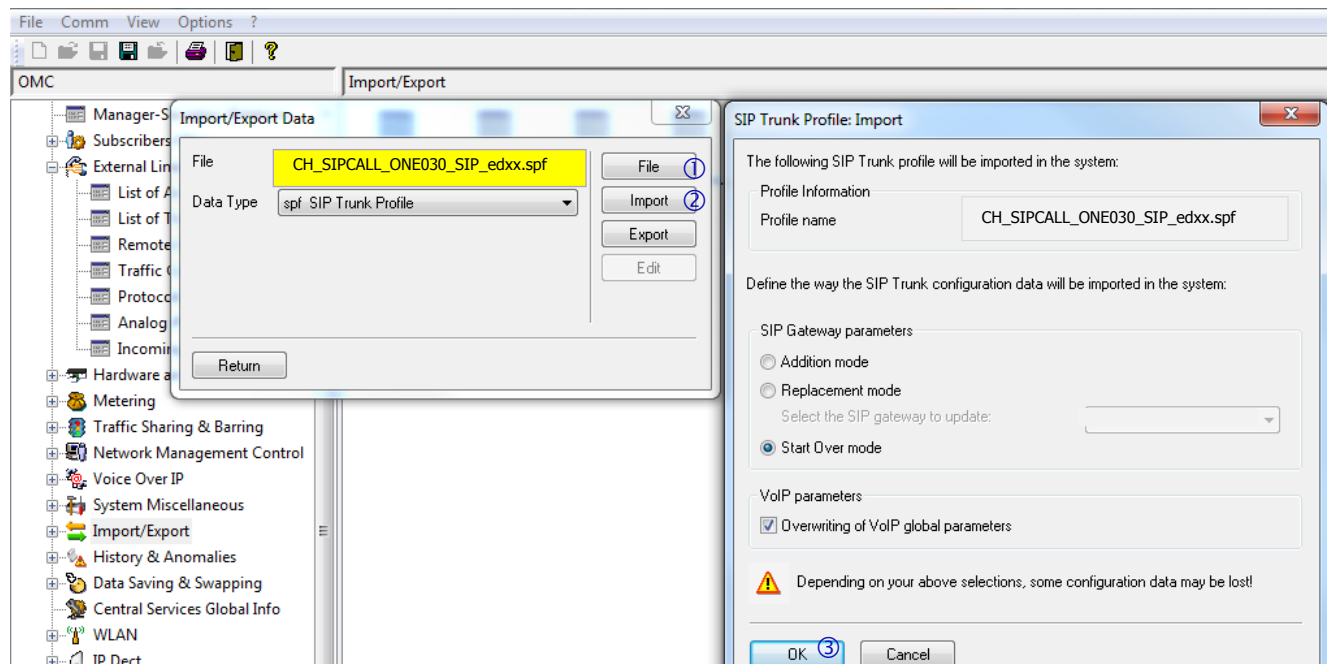 File Comm View Options ?
OMC
Import/Export
Manager-S
Subscribers
External Lin
List of A
List of T
Remote
Traffic
Protoco
Analog
Incomin
Hardware a
Metering
Traffic Sharing & Barring
Network Management Control
Voice Over IP
System Miscellaneous
Import/Export
History & Anomalies
Data Saving & Swapping
Central Services Global Info
WLAN
IP Dect
Import/Export Data
File
CH_SIPCALL_ONE030_SIP_edxx.spf
File ①
Data Type
spf SIP Trunk Profile
Import ②
Export
Edit
Return
SIP Trunk Profile: Import
The following SIP Trunk profile will be imported in the system:
Profile Information
Profile name
CH_SIPCALL_ONE030_SIP_edxx.spf
Define the way the SIP Trunk configuration data will be imported in the system:
SIP Gateway parameters
Addition mode
Replacement mode
Select the SIP gateway to update:
Start Over mode
VoIP parameters
Overwriting of VoIP global parameters
Depending on your above selections, some configuration data may be lost!
OK ③
Cancel